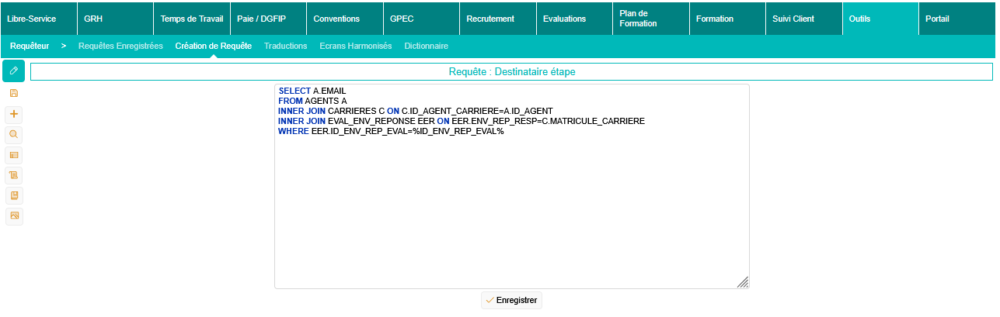 Libre-Service GRH Temps de Travail Paie / DGFIP Conventions GPEC Recrutement Evaluations Plan de Formation Formation Suivi Client Outils Portail
Requêteur > Requêtes Enregistrées Création de Requête Traductions Ecrans Harmonisés Dictionnaire
Requête : Destinataire étape
SELECT A.EMAIL
FROM AGENTS A
INNER JOIN CARRIERES C ON C.ID_AGENT_CARRIERE=A.ID_AGENT
INNER JOIN EVAL_ENV_REPONSE EER ON EER.ENV_REP_RESP=C.MATRICULE_CARRIERE
WHERE EER.ID_ENV_REP_EVAL=%ID_ENV_REP_EVAL%
Enregistrer